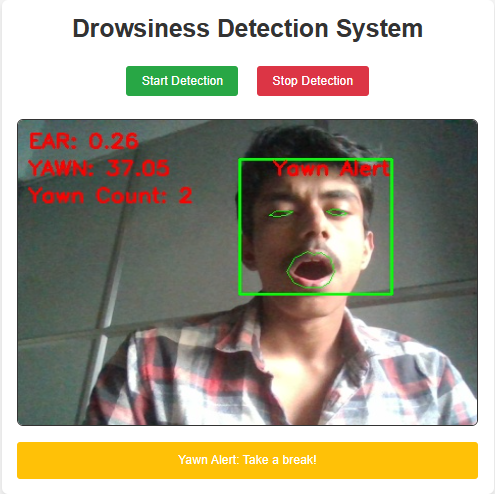 Drowsiness Detection System
Start Detection Stop Detection
EAR: 0.26
YAWN: 37.05 Yawn Alert
Yawn Count: 2
Yawn Alert: Take a break!